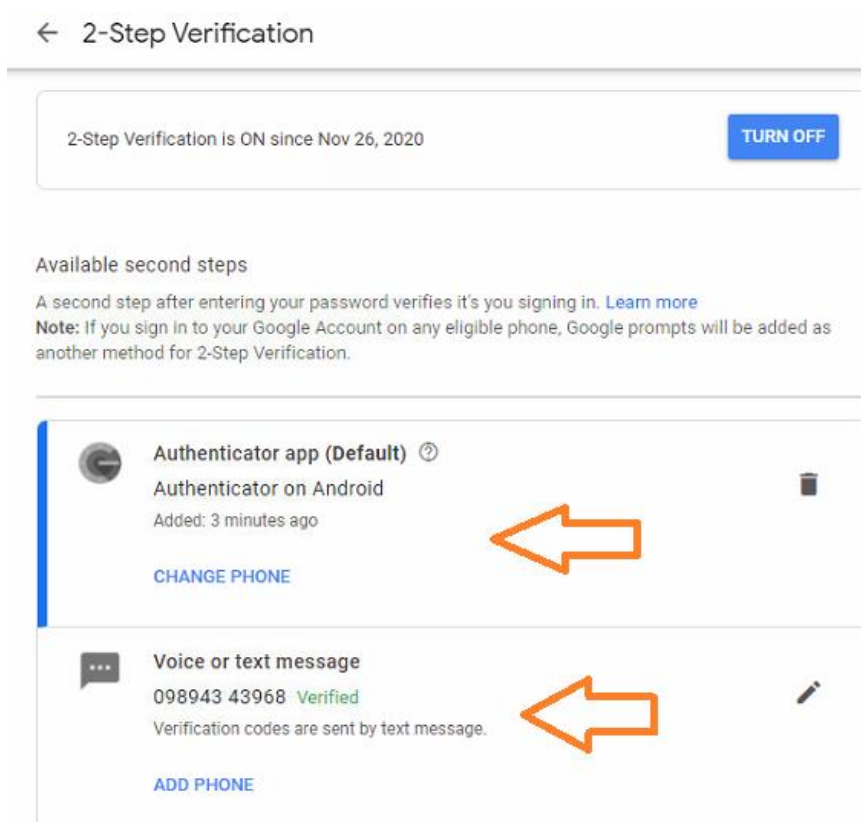 2-Step Verification
2-Step Verification is ON since Nov 26, 2020
TURN OFF
Available second steps
A second step after entering your password verifies it's you signing in. Learn more
Note: If you sign in to your Google Account on any eligible phone, Google prompts will be added as
another method for 2-Step Verification.
Authenticator app (Default)
Authenticator on Android
Added: 3 minutes ago
CHANGE PHONE
Voice or text message
098943 43968 Verified
Verification codes are sent by text message.
ADD PHONE